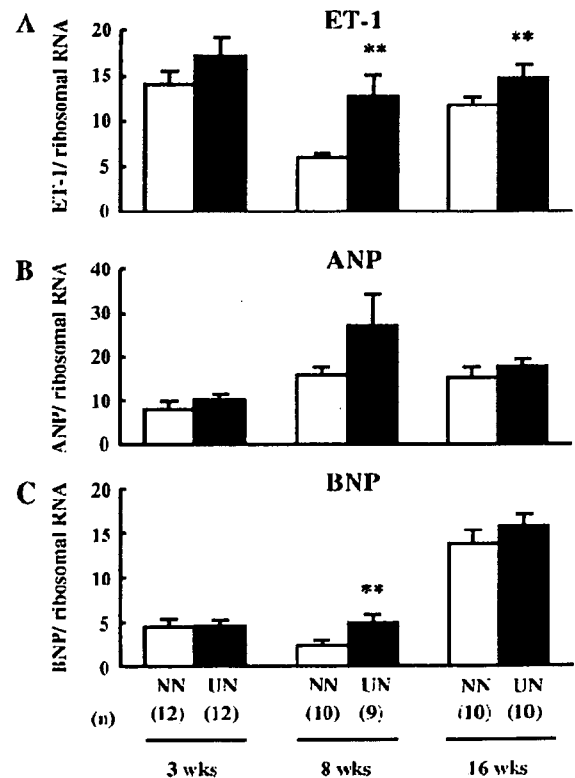 A ET-1
** **
20
15
10
5
0
ET-1/ ribosomal RNA
B ANP
40
30
20
10
0
ANP/ ribosomal RNA
C BNP
**
20
15
10
5
0
BNP/ ribosomal RNA
NN UN NN UN NN UN
(n) (12) (12) (10) (9) (10) (10)
3 wks 8 wks 16 wks